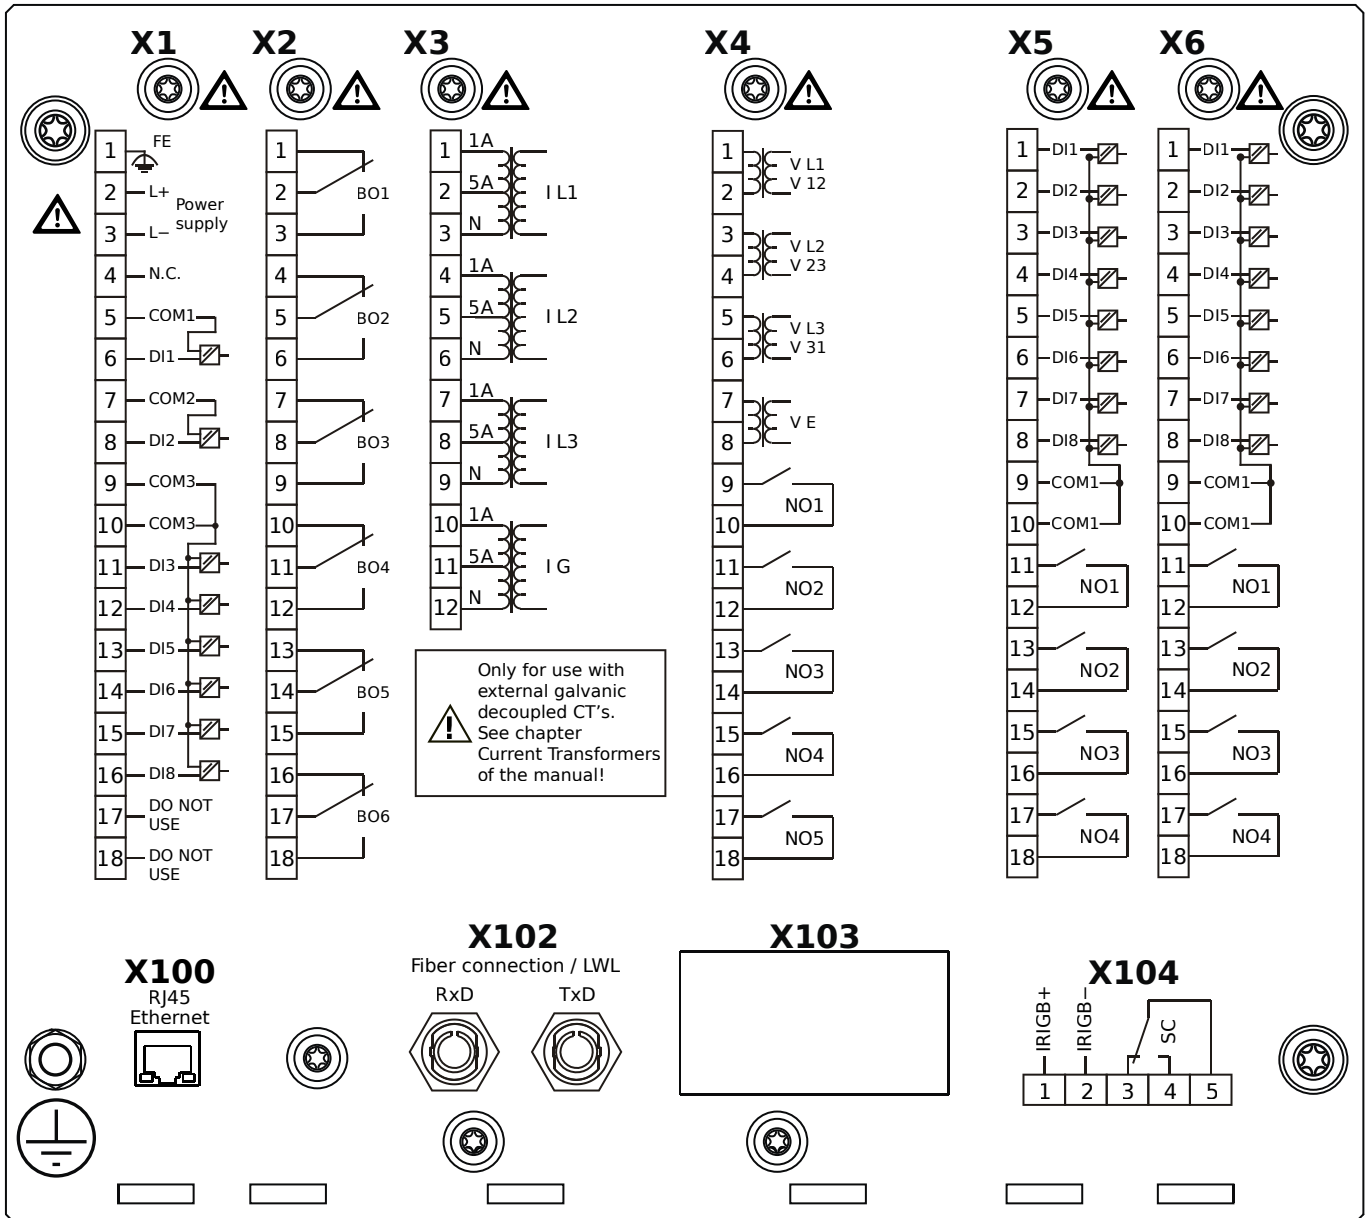 X1
X2
X3
X4
X5
X6
1 FE
2 L+
Power
supply
3 L−
4 N.C.
5 COM1
6 DI1
7 COM2
8 DI2
9 COM3
10 COM3
11 DI3
12 DI4
13 DI5
14 DI6
15 DI7
16 DI8
17 DO NOT
USE
18 DO NOT
USE
1
2 BO1
3
4
5 BO2
6
7
8 BO3
9
10
11 BO4
12
13
14 BO5
15
16
17 BO6
18
1 1A
2 5A I L1
3 N
4 1A
5 5A I L2
6 N
7 1A
8 5A I L3
9 N
10 1A
11 5A I G
12 N
Only for use with
external galvanic
decoupled CT's.
See chapter
Current Transformers
of the manual!
1 V L1
2 V 12
3 V L2
4 V 23
5 V L3
6 V 31
7
V E
8
9
NO1
10
11
NO2
12
13
NO3
14
15
NO4
16
17
NO5
18
1 DI1
2 DI2
3 DI3
4 DI4
5 DI5
6 DI6
7 DI7
8 DI8
9 COM1
10 COM1
11
NO1
12
13
NO2
14
15
NO3
16
17
NO4
18
1 DI1
2 DI2
3 DI3
4 DI4
5 DI5
6 DI6
7 DI7
8 DI8
9 COM1
10 COM1
11
NO1
12
13
NO2
14
15
NO3
16
17
NO4
18
X100
RJ45
Ethernet
X102
Fiber connection / LWL
RxD TxD
X103
X104
IRIGB+
IRIGB−
SC
1 2 3 4 5